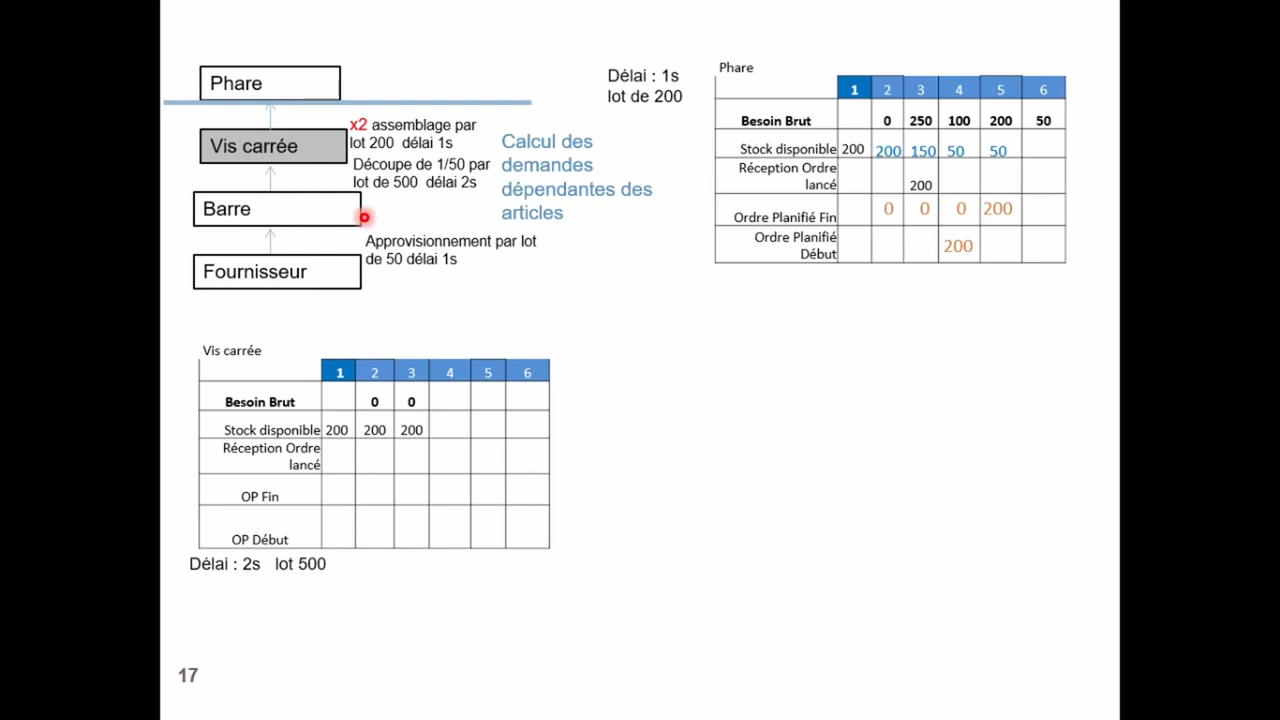 Phare
x2 assemblage par
lot 200 délai 1s
Vis carrée
Découpe de 1/50 par
lot de 500 délai 2s
Barre
Approvisionnement par lot
de 50 délai 1s
Fournisseur
Calcul des
demandes
dépendantes des
articles
Délai : 1s
lot de 200
Phare
1 2 3 4 5 6
Besoin Brut 0 250 100 200 50
Stock disponible 200 200 150 50 50
Réception Ordre
lancé 200
Ordre Planifié Fin 0 0 0 200
Ordre Planifié
Début 200
Vis carrée
1 2 3 4 5 6
Besoin Brut 0 0
Stock disponible 200 200 200
Réception Ordre
lancé
OP Fin
OP Début
Délai : 2s lot 500
17